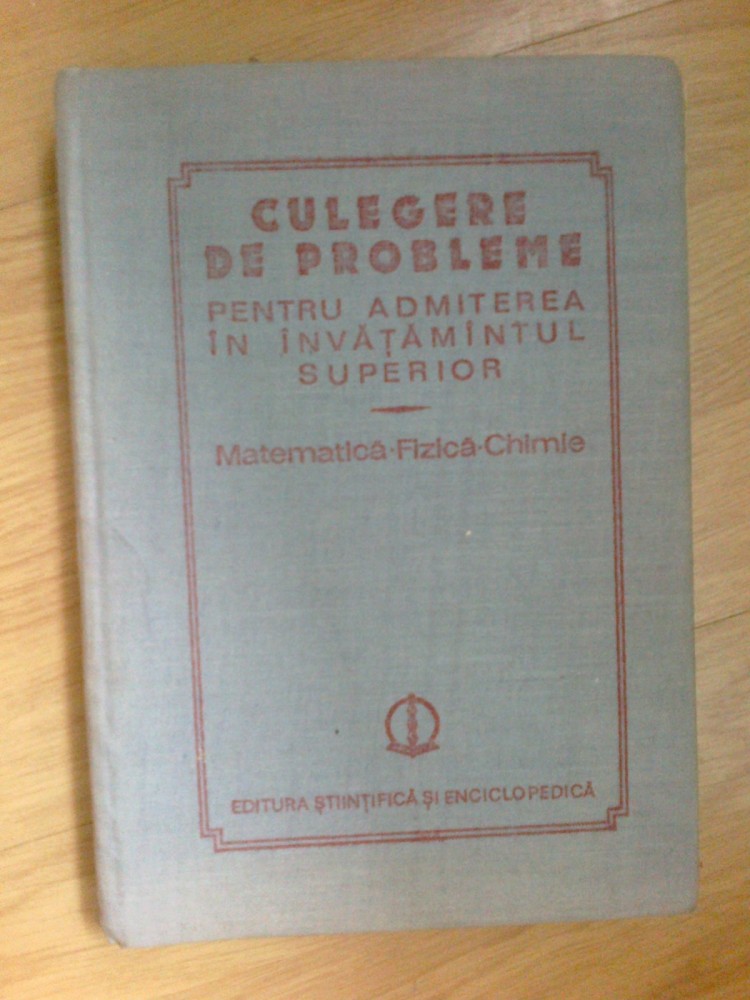 CULEGERE
DE PROBLEME
PENTRU ADMITEREA
ÎN ÎNVĂȚĂMÎNTUL
SUPERIOR
Matematică·Fizică·Chimie
EDITURA ȘTIINȚIFICĂ ȘI ENCICLOPEDICĂ